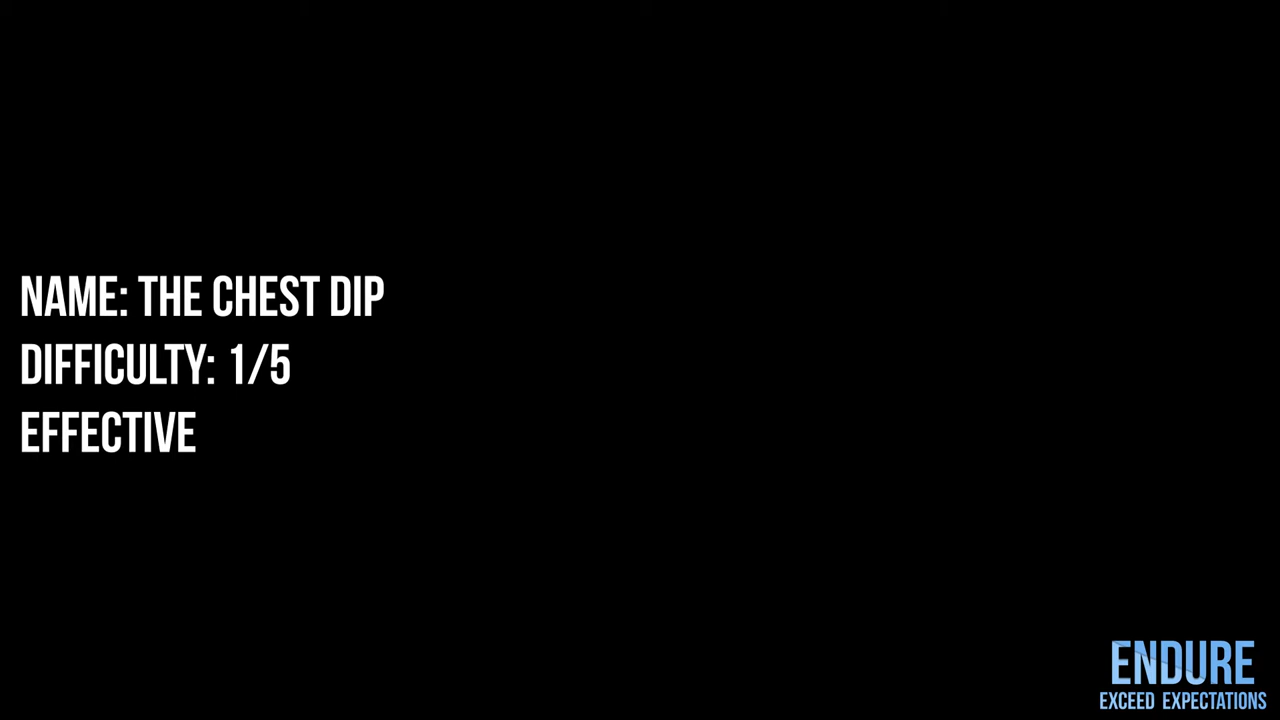 NAME: THE CHEST DIP
DIFFICULTY: 1/5
EFFECTIVE
ENDURE
EXCEED EXPECTATIONS